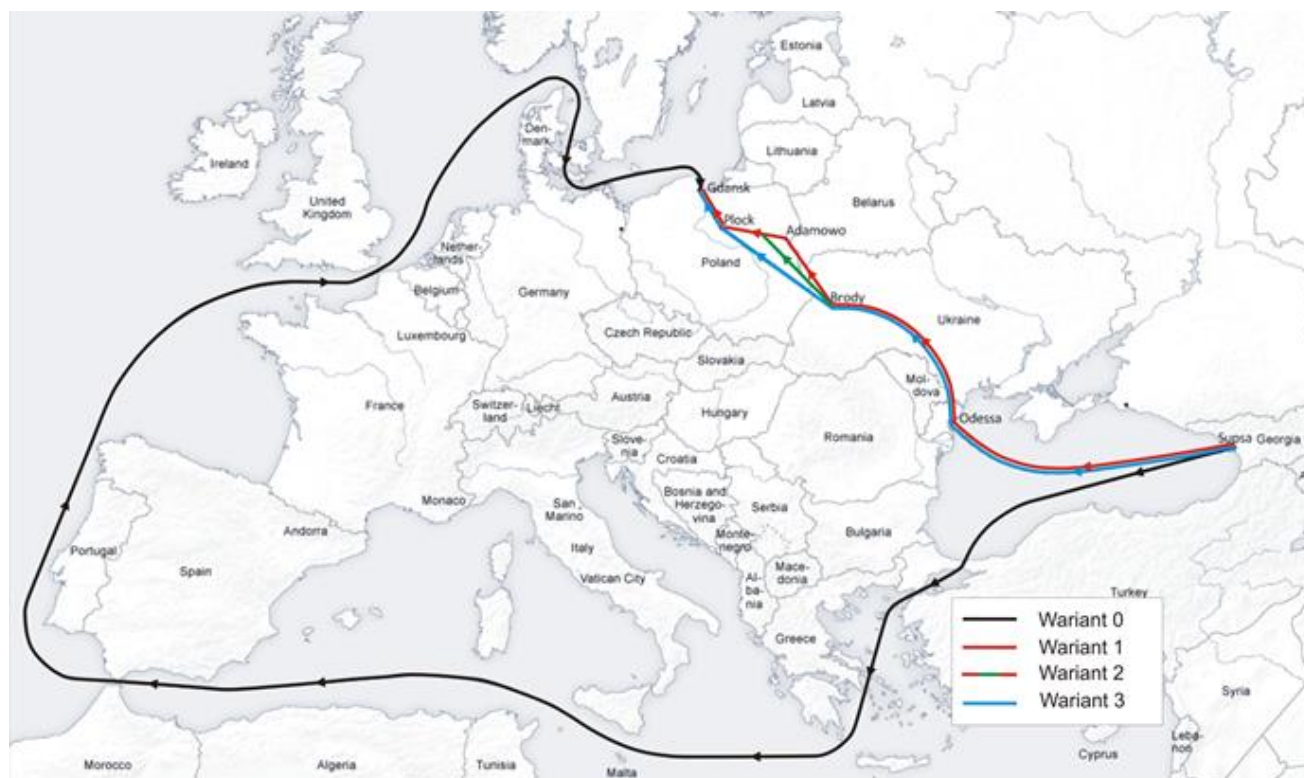 Estonia
Latvia
Lithuania
Den-
mark
Ireland
United
Kingdom
Gdansk
Belarus
Plock
Adamowo
Nether-
lands
Poland
Belgium
Germany
Brody
Ukraine
Luxembourg
Czech Republic
Slovakia
Mol-
dova
France
Switzer-
land
Liecht
Austria
Hungary
Odessa
Romania
Supsa
Georgia
Slove-
nia
Croatia
Monaco
San
Marino
Bosnia and
Herzego-
vina
Serbia
Andorra
Bulgaria
Portugal
Spain
Italy
Monte-
negro
Vatican City
Mace-
donia
Al-
ba-
nia
Turkey
Greece
Wariant 0
Wariant 1
Wariant 2
Wariant 3
Syria
Leba-
non
Cyprus
Morocco
Algeria
Tunisia
Malta